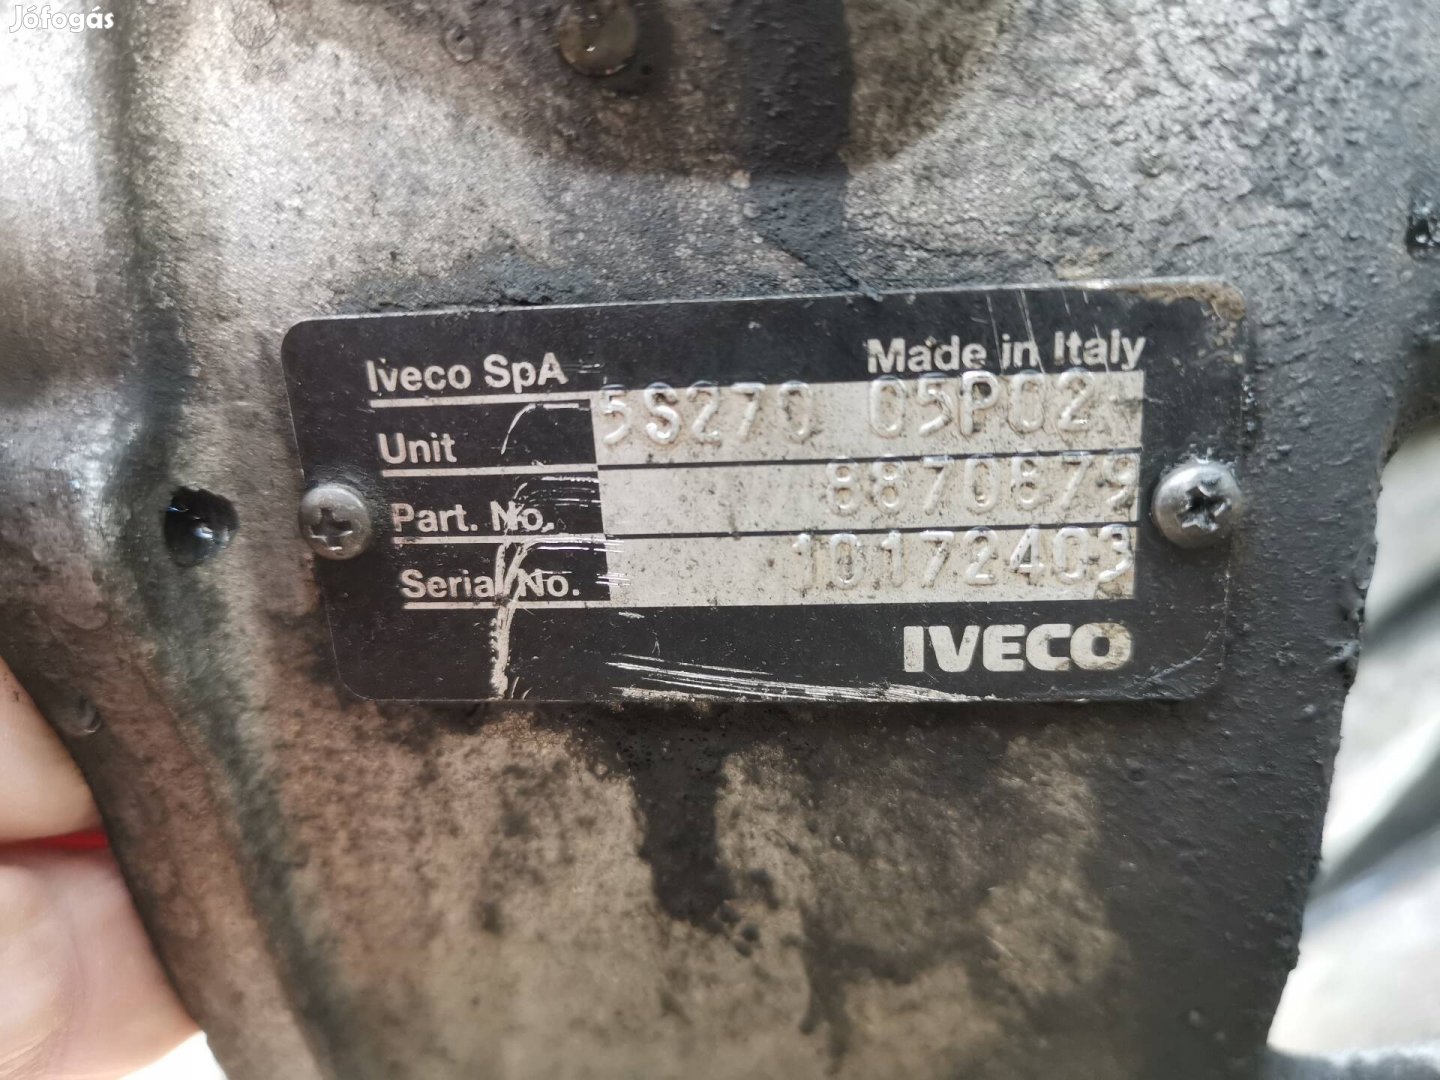 Jófogás
Iveco SpA Made in Italy
Unit 5S270 05P02
Part. No. 8870879
Serial No. 10172403
IVECO